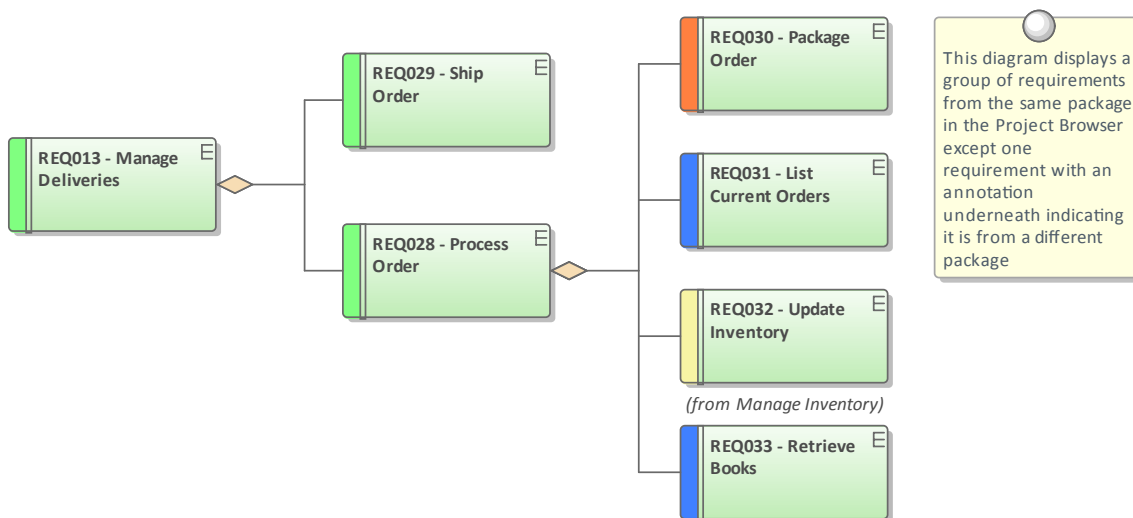 REQ013 - Manage
Deliveries
E
REQ029 - Ship
Order
E
REQ028 - Process
Order
E
REQ030 - Package
Order
E
REQ031 - List
Current Orders
E
REQ032 - Update
Inventory
E
(from Manage Inventory)
REQ033 - Retrieve
Books
E
This diagram displays a
group of requirements
from the same package
in the Project Browser
except one
requirement with an
annotation
underneath indicating
it is from a different
package